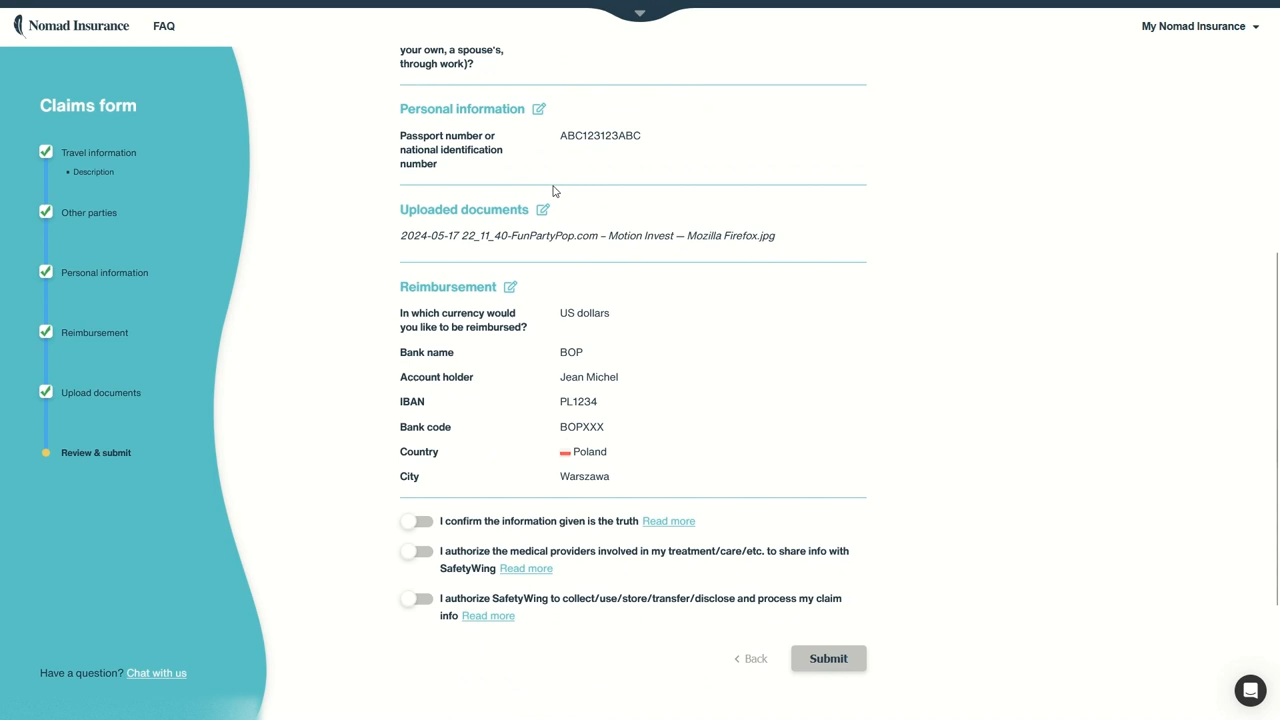 Nomad Insurance
FAQ
My Nomad Insurance
Claims form
Travel information
• Description
Other parties
Personal information
Reimbursement
Upload documents
Review & submit
Have a question? Chat with us
your own, a spouse's,
through work)?
Personal information
Passport number or
national identification
number
ABC123123ABC
Uploaded documents
2024-05-17 22_11_40-FunPartyPop.com – Motion Invest — Mozilla Firefox.jpg
Reimbursement
In which currency would
you like to be reimbursed?
US dollars
Bank name
BOP
Account holder
Jean Michel
IBAN
PL1234
Bank code
BOPXXX
Country
Poland
City
Warszawa
I confirm the information given is the truth Read more
I authorize the medical providers involved in my treatment/care/etc. to share info with
SafetyWing Read more
I authorize SafetyWing to collect/use/store/transfer/disclose and process my claim
info Read more
Back
Submit